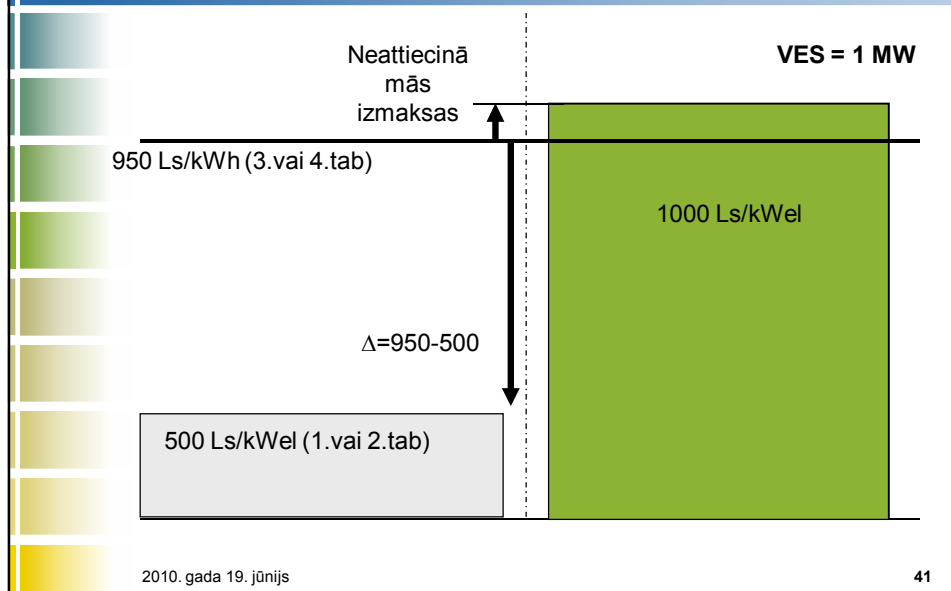 Neattiecinā
mās
izmaksas
VES = 1 MW
950 Ls/kWh (3.vai 4.tab)
1000 Ls/kWel
Δ=950-500
500 Ls/kWel (1.vai 2.tab)
2010. gada 19. jūnijs
41